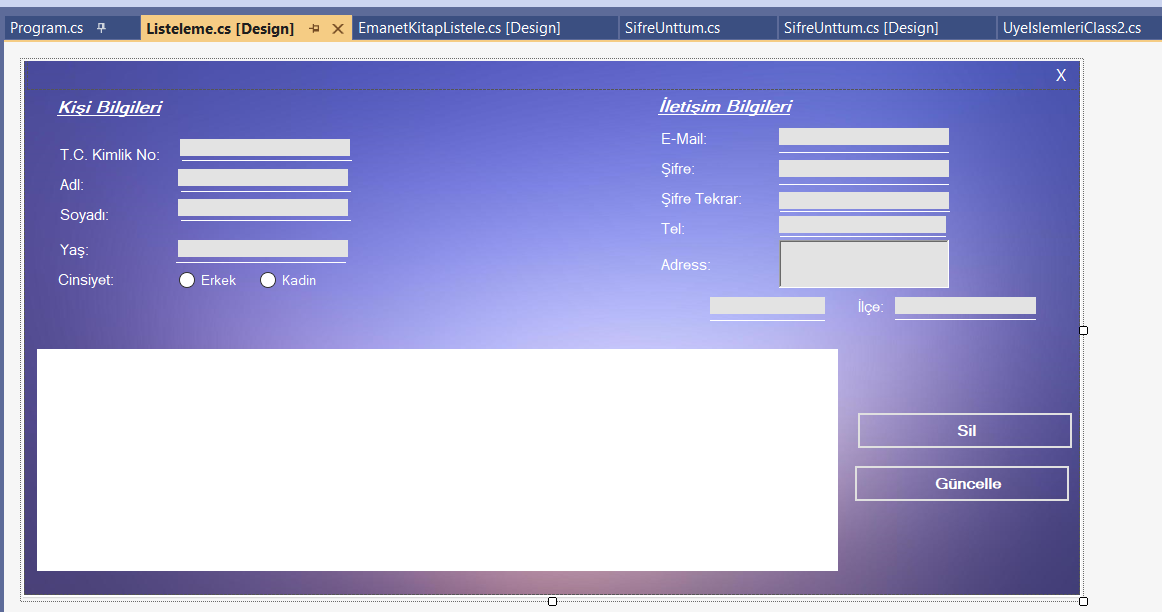 Program.cs
Listeleme.cs [Design]
EmanetKitapListele.cs [Design]
SifreUnttum.cs
SifreUnttum.cs [Design]
UyeIslemleriClass2.cs
X
Kişi Bilgileri
T.C. Kimlik No:
Adl:
Soyadı:
Yaş:
Cinsiyet:
Erkek
Kadin
İletişim Bilgileri
E-Mail:
Şifre:
Şifre Tekrar:
Tel:
Adress:
İlçe:
Sil
Güncelle